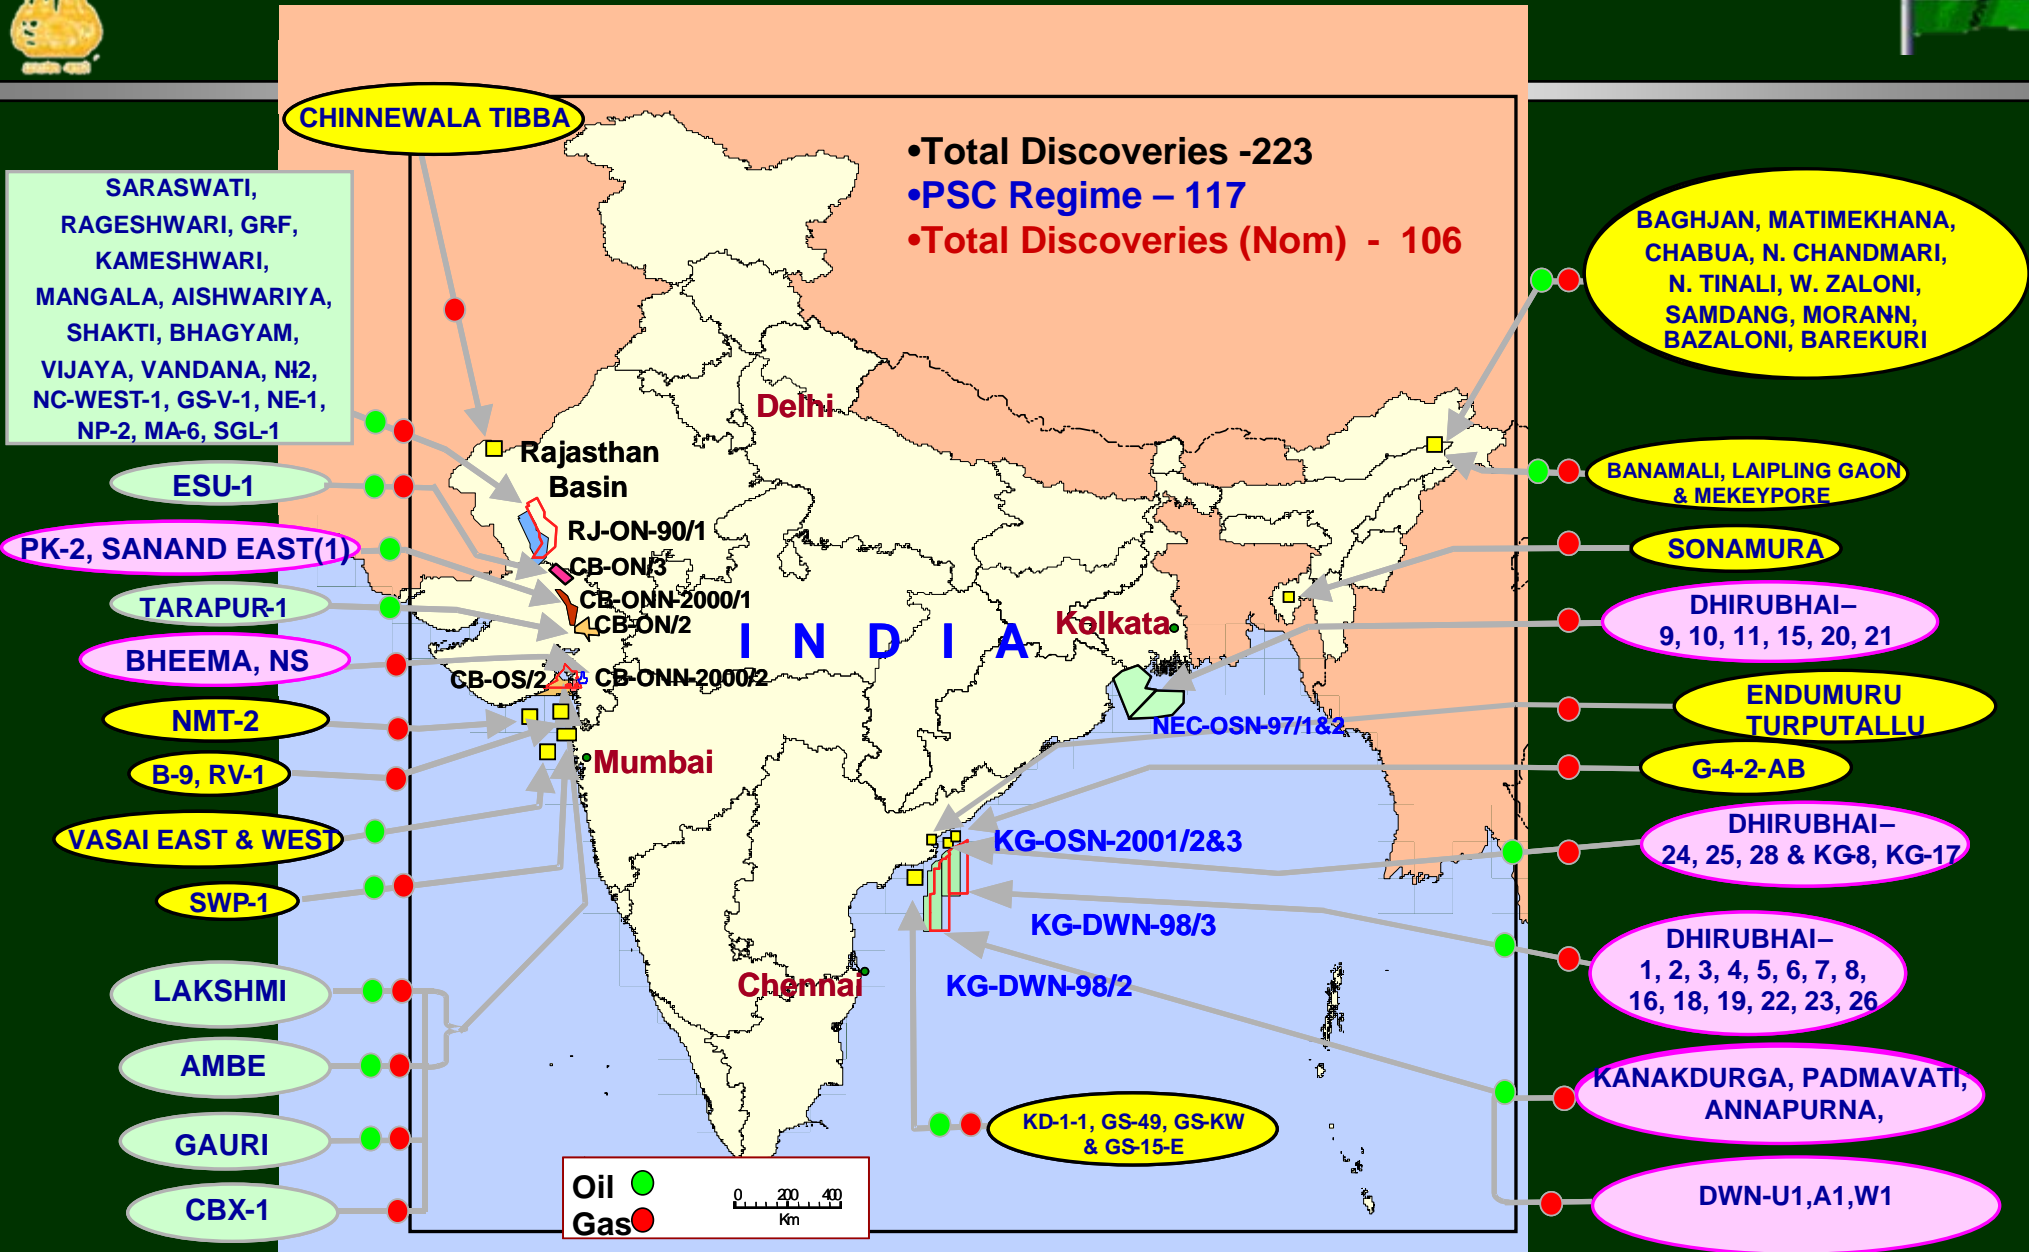 CHINNEWALA TIBBA
•Total Discoveries -223
•PSC Regime – 117
•Total Discoveries (Nom) - 106
SARASWATI,
RAGESHWARI, GR-F,
KAMESHWARI,
MANGALA, AISHWARIYA,
SHAKTI, BHAGYAM,
VIJAYA, VANDANA, NI-2,
NC-WEST-1, GS-V-1, NE-1,
NP-2, MA-6, SGL-1
ESU-1
PK-2, SANAND EAST(1)
TARAPUR-1
BHEEMA, NS
NMT-2
B-9, RV-1
VASAI EAST & WEST
SWP-1
LAKSHMI
AMBE
GAURI
CBX-1
Delhi
Rajasthan
Basin
RJ-ON-90/1
CB-ON/3
CB-ONN-2000/1
CB-ON/2
INDIA
Kolkata
CB-OS/2
CB-ONN-2000/2
NEC-OSN-97/1&2
Mumbai
KG-OSN-2001/2&3
KG-DWN-98/3
Chennai
KG-DWN-98/2
KD-1-1, GS-49, GS-KW
& GS-15-E
Oil
Gas
0 200 400
Km
BAGHJAN, MATIMEKHANA,
CHABUA, N. CHANDMARI,
N. TINALI, W. ZALONI,
SAMDANG, MORAN-N,
BAZALONI, BAREKURI
BANAMALI, LAIPLING GAON
& MEKEYPORE
SONAMURA
DHIRUBHAI–
9, 10, 11, 15, 20, 21
ENDUMURU
TURPUTALLU
G-4-2-AB
DHIRUBHAI–
24, 25, 28 & KG-8, KG-17
DHIRUBHAI–
1, 2, 3, 4, 5, 6, 7, 8,
16, 18, 19, 22, 23, 26
KANAKDURGA, PADMAVATI,
ANNAPURNA,
DWN-U1,A1,W1